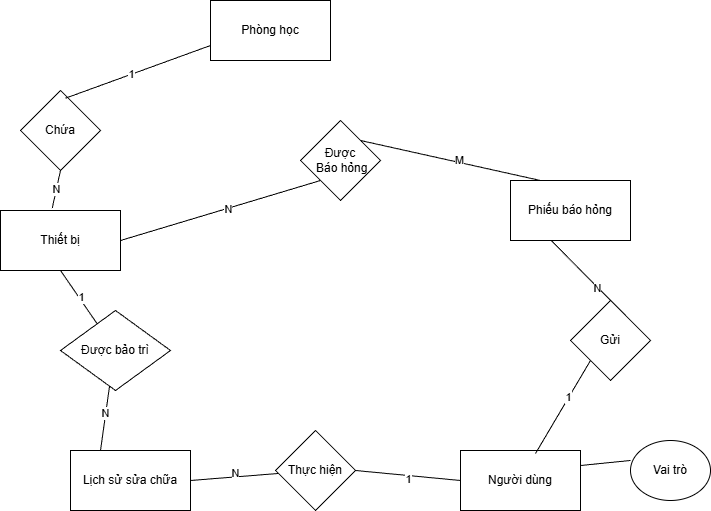 Phòng học
1
Chứa
N
Được
Báo hỏng
M
N
Thiết bị
Phiếu báo hỏng
1
N
Được bảo trì
Gửi
N
1
Lịch sử sửa chữa
N
Thực hiện
1
Người dùng
Vai trò